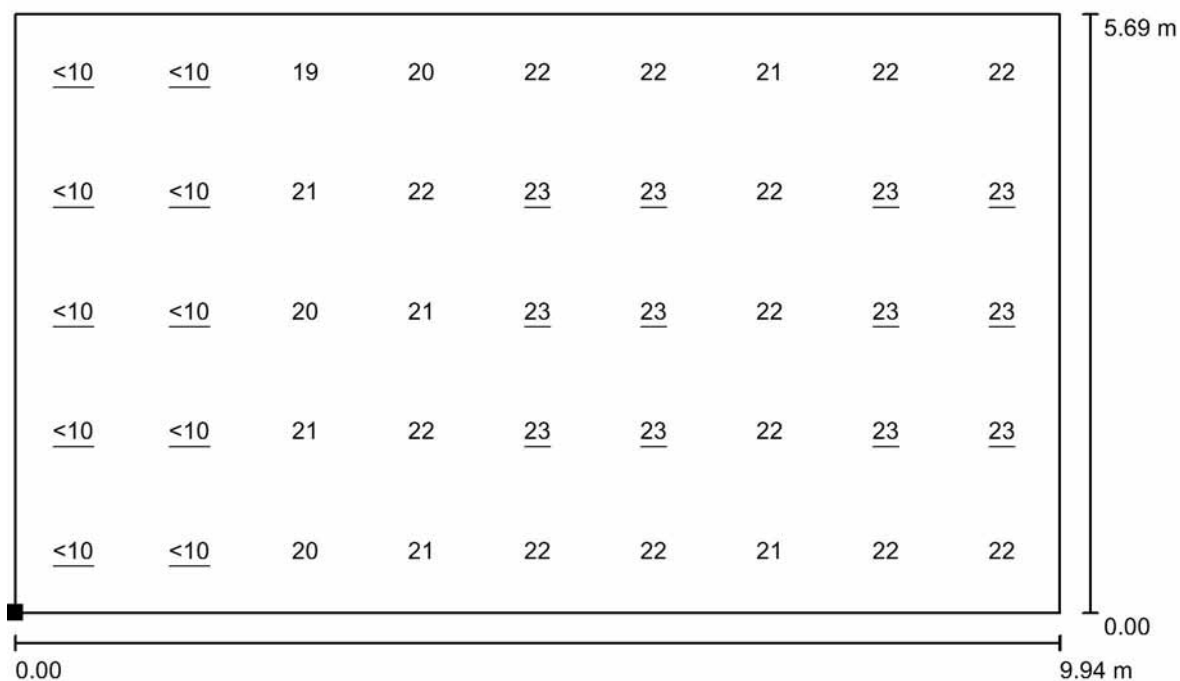 5.69 m
<10 <10 19 20 22 22 21 22 22
<10 <10 21 22 23 23 22 23 23
<10 <10 20 21 23 23 22 23 23
<10 <10 21 22 23 23 22 23 23
<10 <10 20 21 22 22 21 22 22
0.00
0.00 9.94 m